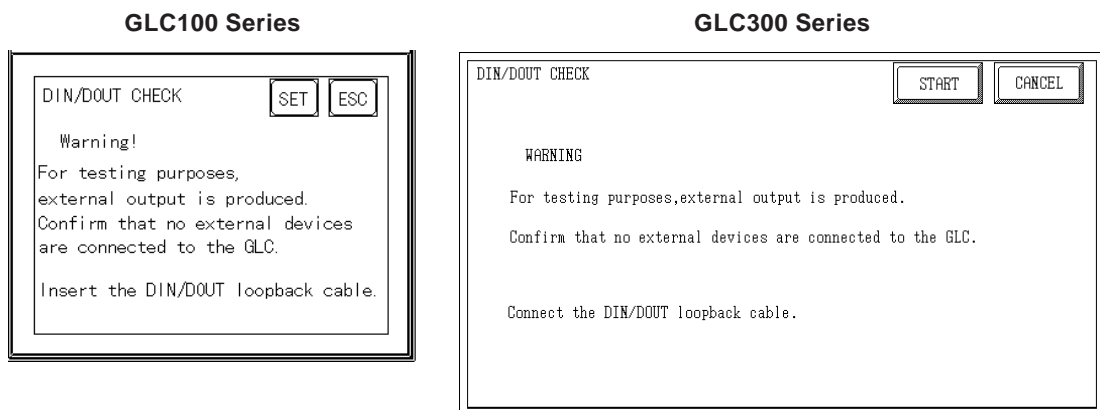 GLC100 Series
DIN/DOUT CHECK
SET
ESC
Warning!
For testing purposes,
external output is produced.
Confirm that no external devices
are connected to the GLC.
Insert the DIN/DOUT loopback cable.
GLC300 Series
DIN/DOUT CHECK
START
CANCEL
WARNING
For testing purposes,external output is produced.
Confirm that no external devices are connected to the GLC.
Connect the DIN/DOUT loopback cable.